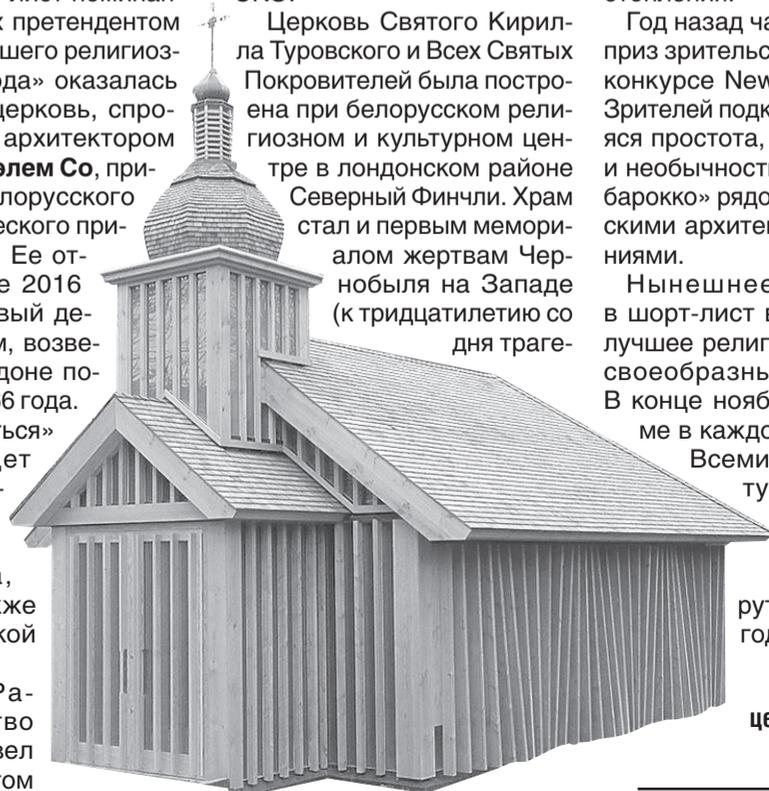 претендентом
шего религиоз-
ода» оказалась
церковь, спро-
архитектором
элем Со, при-
лорусского
еского при-
Ее от-
е 2016
вый де-
м, возве-
доне по-
6 года.
ться»
ет
а,
же
кой
Ра-
тво
вел
том
Церковь Святого Кирил-
ла Туровского и Всех Святых
Покровителей была постро-
ена при белорусском рели-
гиозном и культурном цен-
тре в лондонском районе
Северный Финчли. Храм
стал и первым мемори-
алом жертвам Чер-
нобыля на Западе
(к тридцатилетию со
дня траге-
Год назад ча
приз зрительс
конкурсе New
Зрителей подк
яся простота,
и необычност
барокко» рядо
скими архите
ниями.
Нынешнее
в шорт-лист в
лучшее религ
своеобразны
В конце нояб
ме в каждо
Всеми
ту
рут
год
це